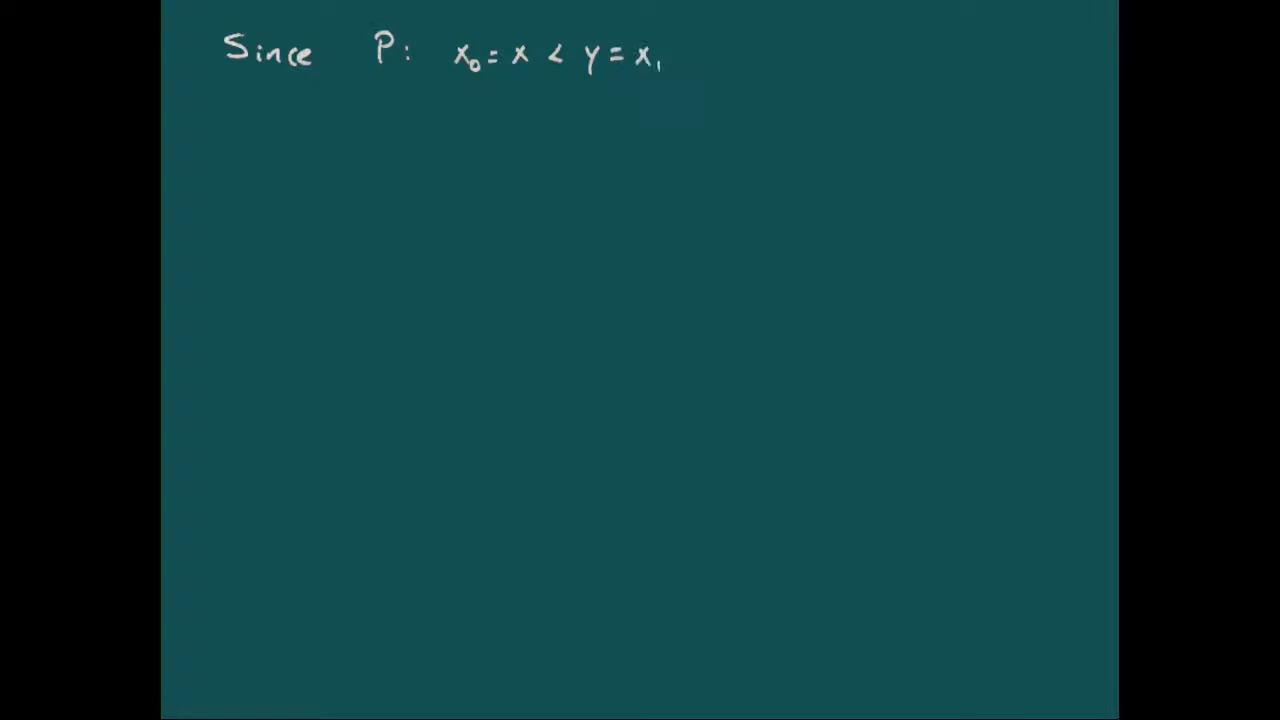 Since P: x₀ = x < y = x₁